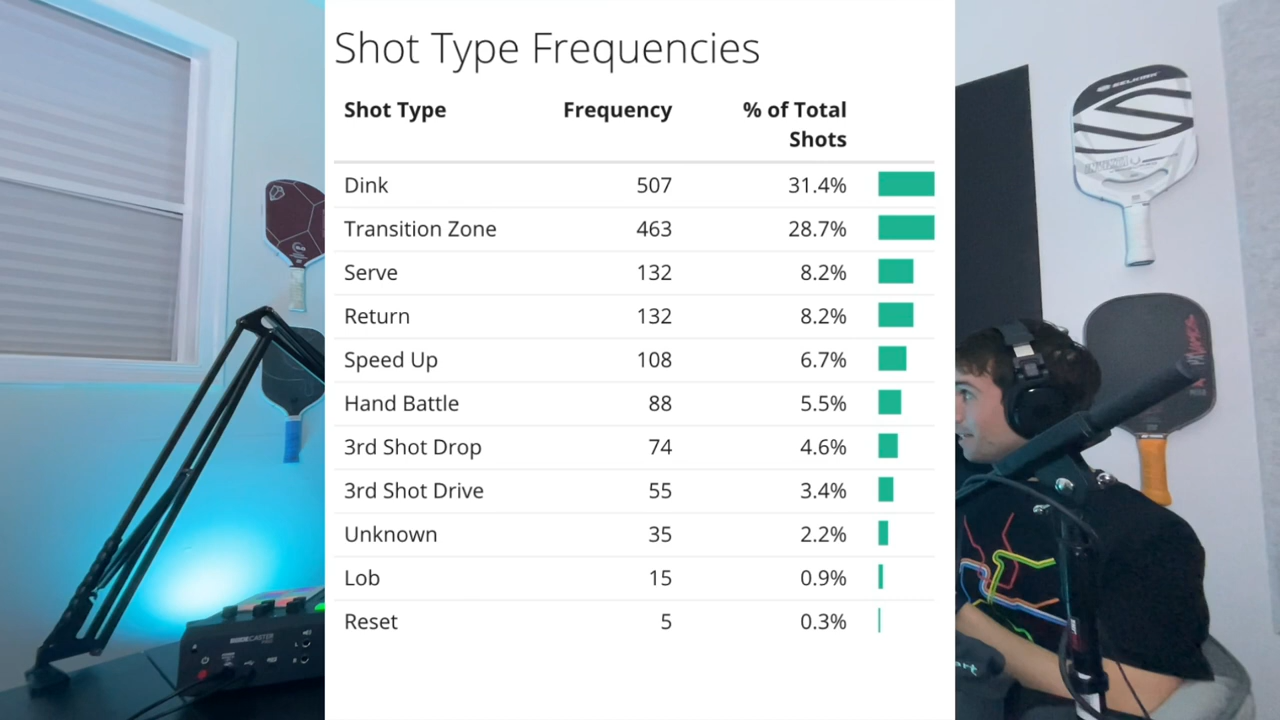 Shot Type Frequencies
Shot Type Frequency % of Total Shots
Dink 507 31.4%
Transition Zone 463 28.7%
Serve 132 8.2%
Return 132 8.2%
Speed Up 108 6.7%
Hand Battle 88 5.5%
3rd Shot Drop 74 4.6%
3rd Shot Drive 55 3.4%
Unknown 35 2.2%
Lob 15 0.9%
Reset 5 0.3%
SELKIRK